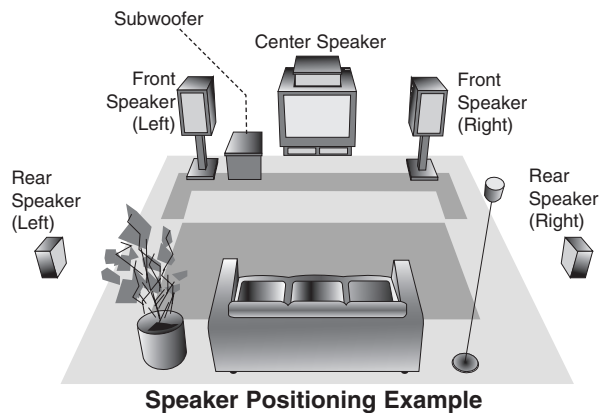 Subwoofer
Center Speaker
Front
Speaker
(Left)
Front
Speaker
(Right)
Rear
Speaker
(Left)
Rear
Speaker
(Right)
Speaker Positioning Example